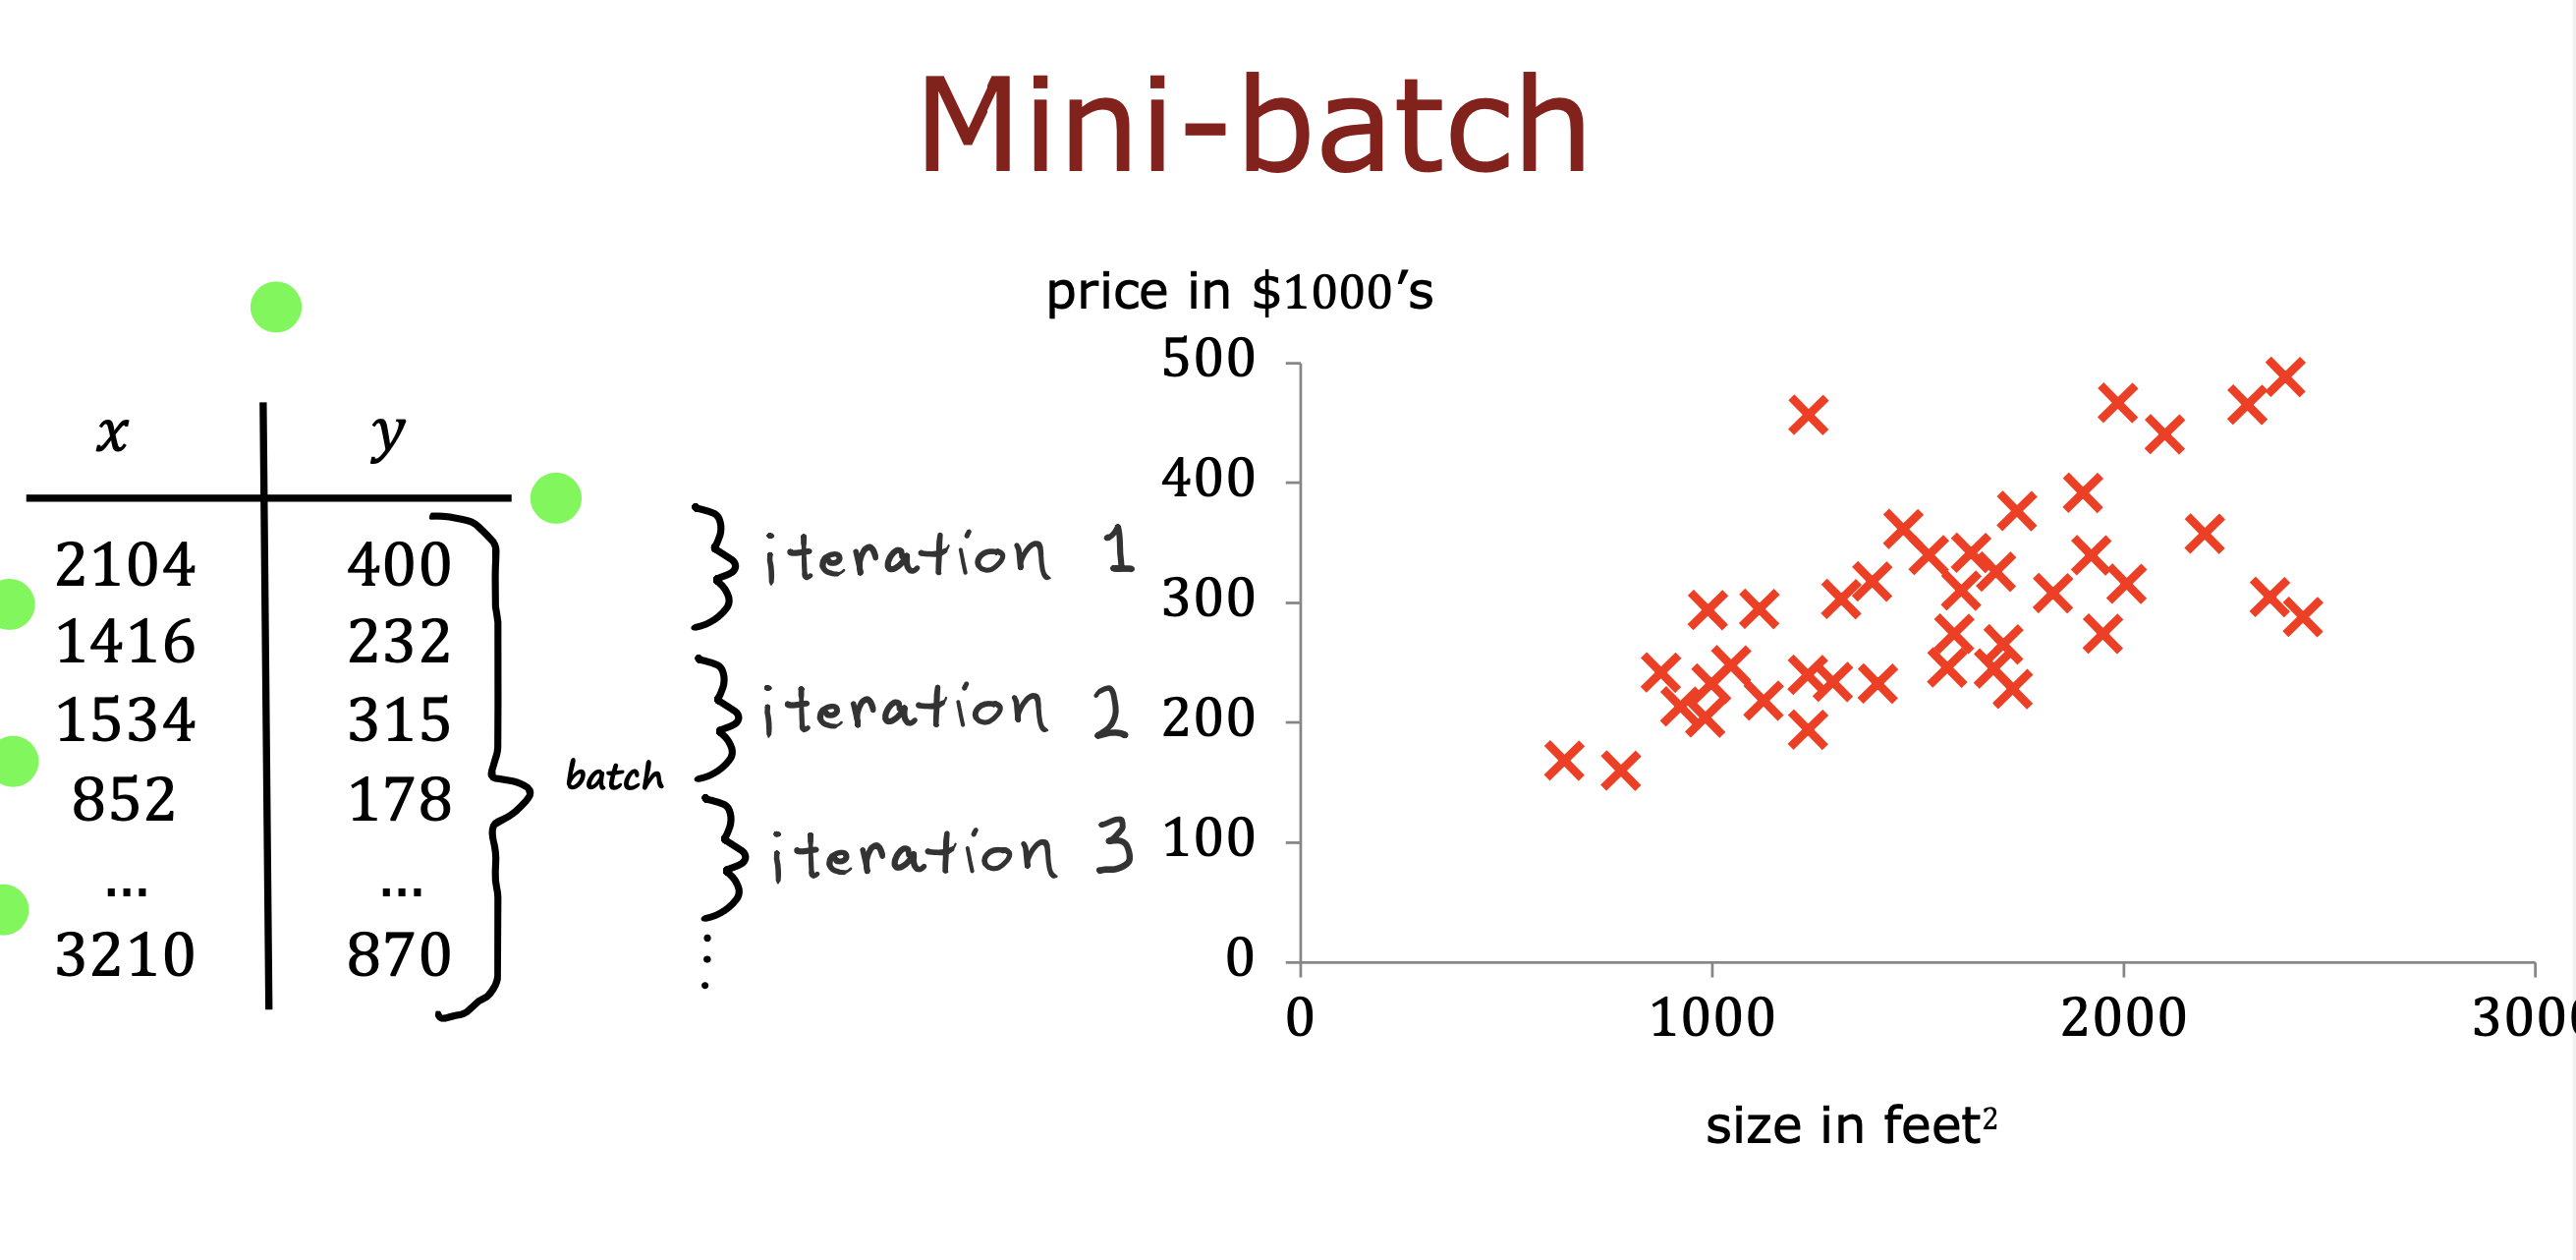 Mini-batch
x y
2104 400
1416 232
1534 315
852 178
... ...
3210 870
batch
iteration 1
iteration 2
iteration 3
price in $1000’s
500
400
300
200
100
0
0 1000 2000 300
size in feet²